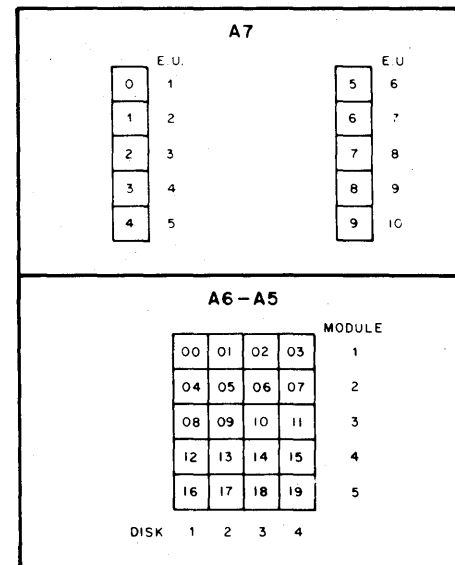 A7
E.U. E.U
0 1 5 6
1 2 6 7
2 3 7 8
3 4 8 9
4 5 9 10
A6-A5
MODULE
00 01 02 03 1
04 05 06 07 2
08 09 10 11 3
12 13 14 15 4
16 17 18 19 5
DISK 1 2 3 4